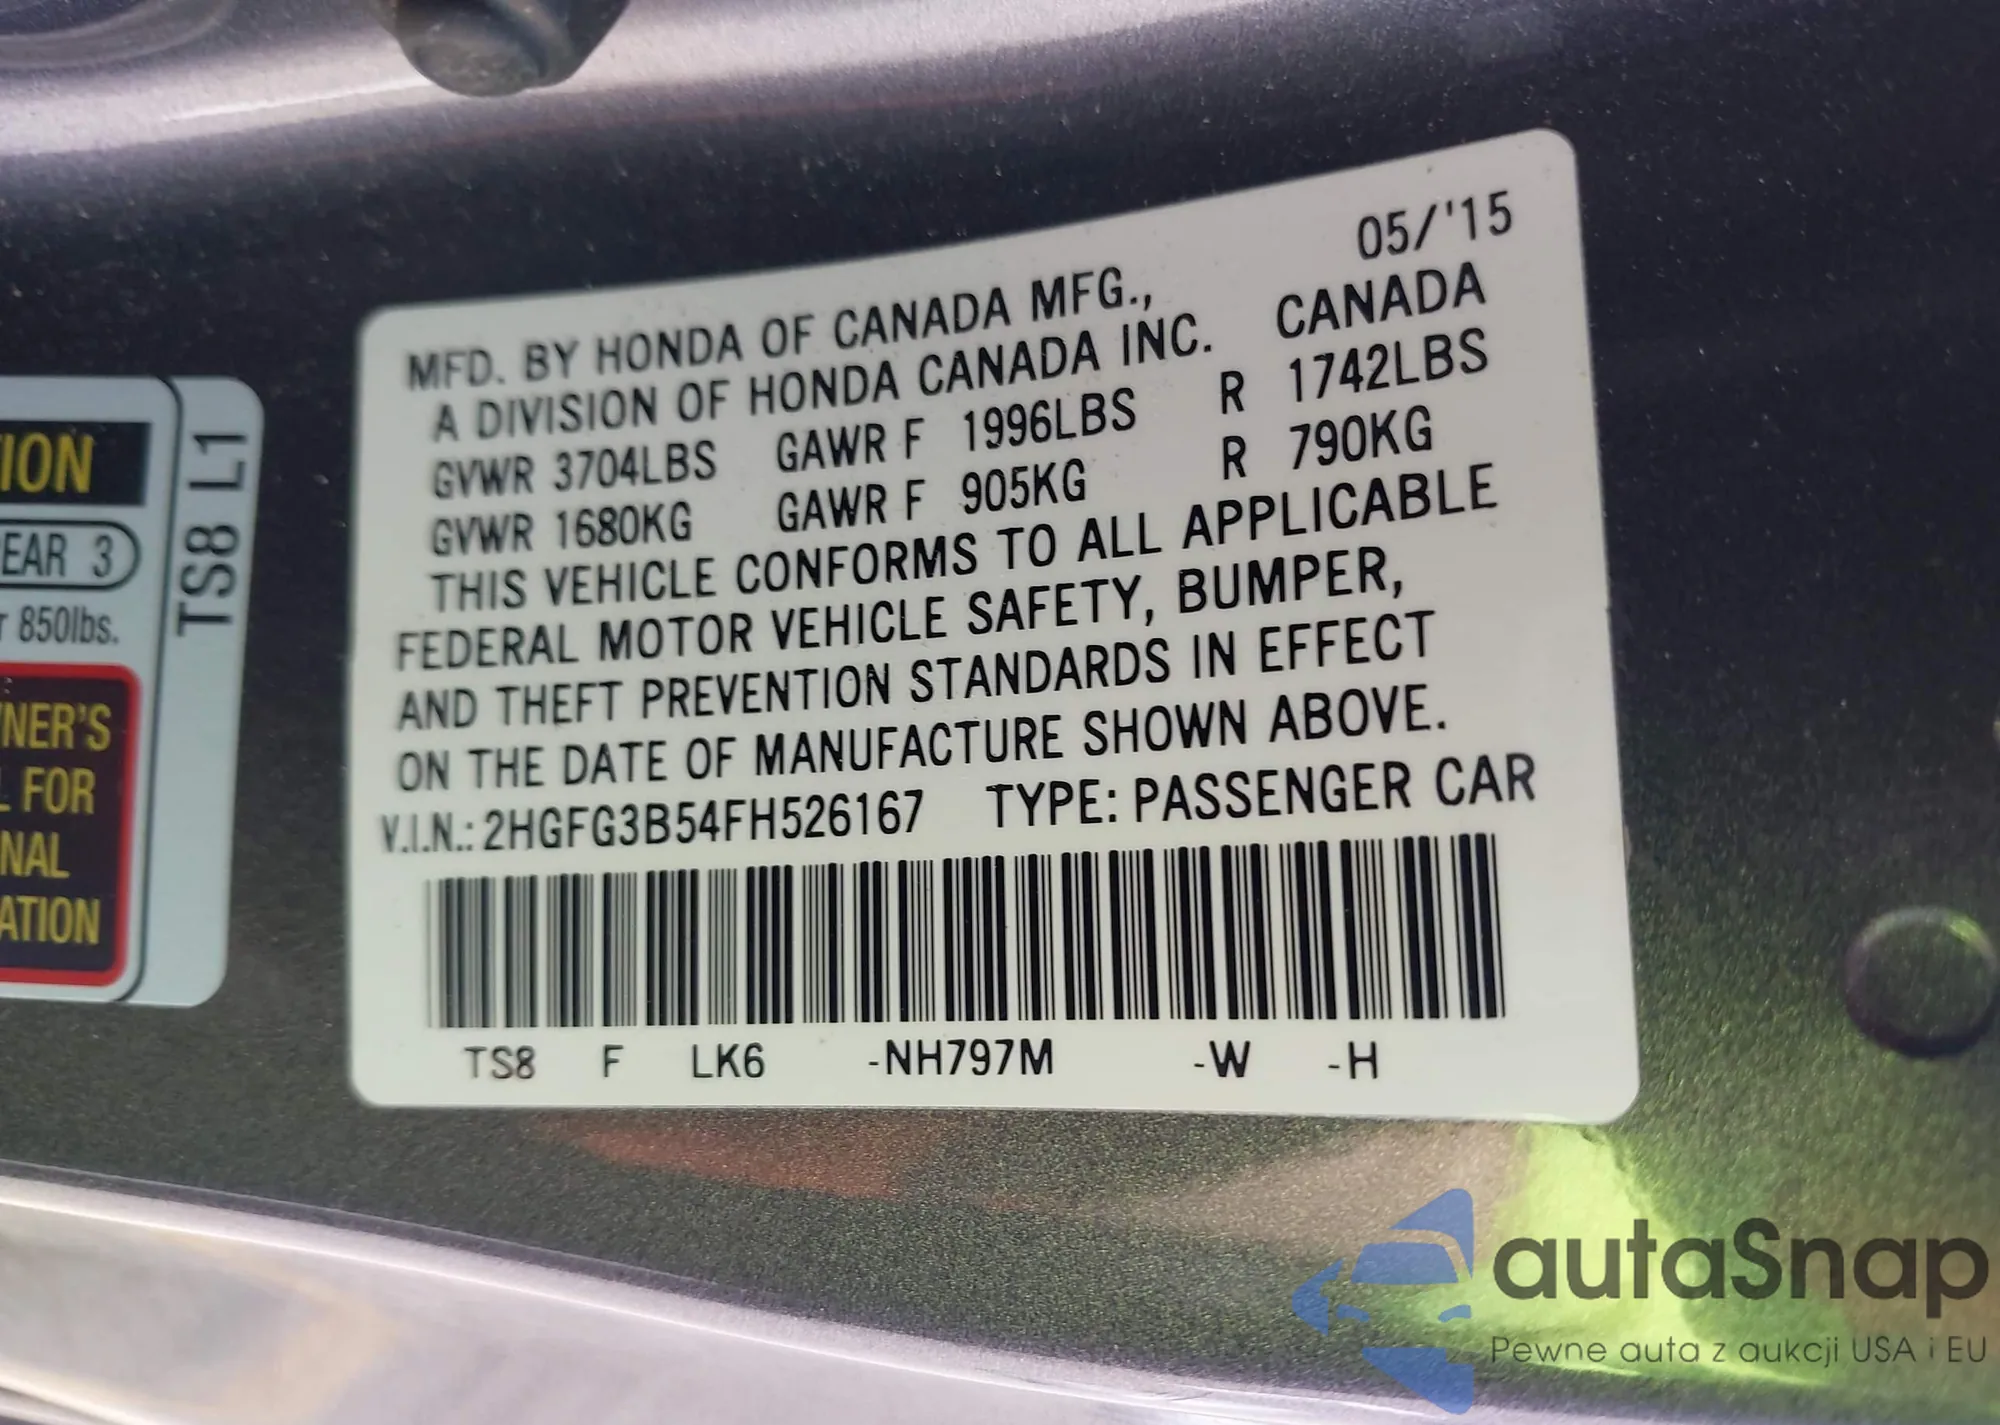 05/'15
MFD. BY HONDA OF CANADA MFG.,
A DIVISION OF HONDA CANADA INC. CANADA
GVWR 3704LBS GAWR F 1996LBS R 1742LBS
GVWR 1680KG GAWR F 905KG R 790KG
THIS VEHICLE CONFORMS TO ALL APPLICABLE
FEDERAL MOTOR VEHICLE SAFETY, BUMPER,
AND THEFT PREVENTION STANDARDS IN EFFECT
ON THE DATE OF MANUFACTURE SHOWN ABOVE.
V.I.N.: 2HGFG3B54FH526167 TYPE: PASSENGER CAR
TS8 F LK6 -NH797M -W -H
ION
EAR 3
r 850lbs.
NER'S
L FOR
NAL
ATION
TS8 L1
autaSnap
Pewne auta z aukcji USA i EU